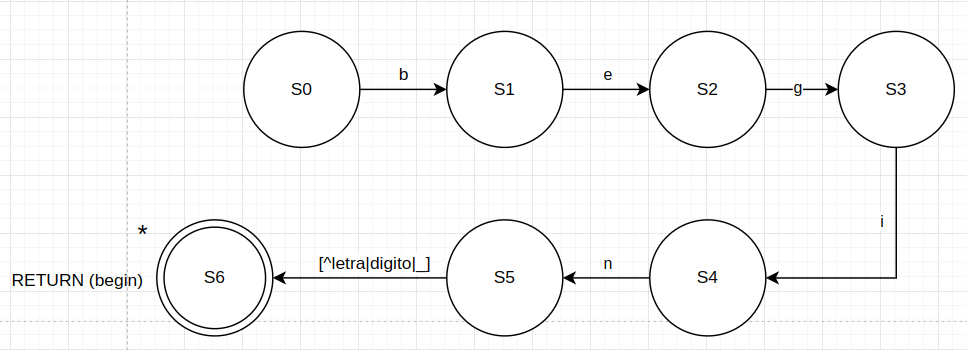 S0
b
S1
e
S2
g
S3
i
S4
n
S5
[^letra|digito|_]
S6
*
RETURN (begin)